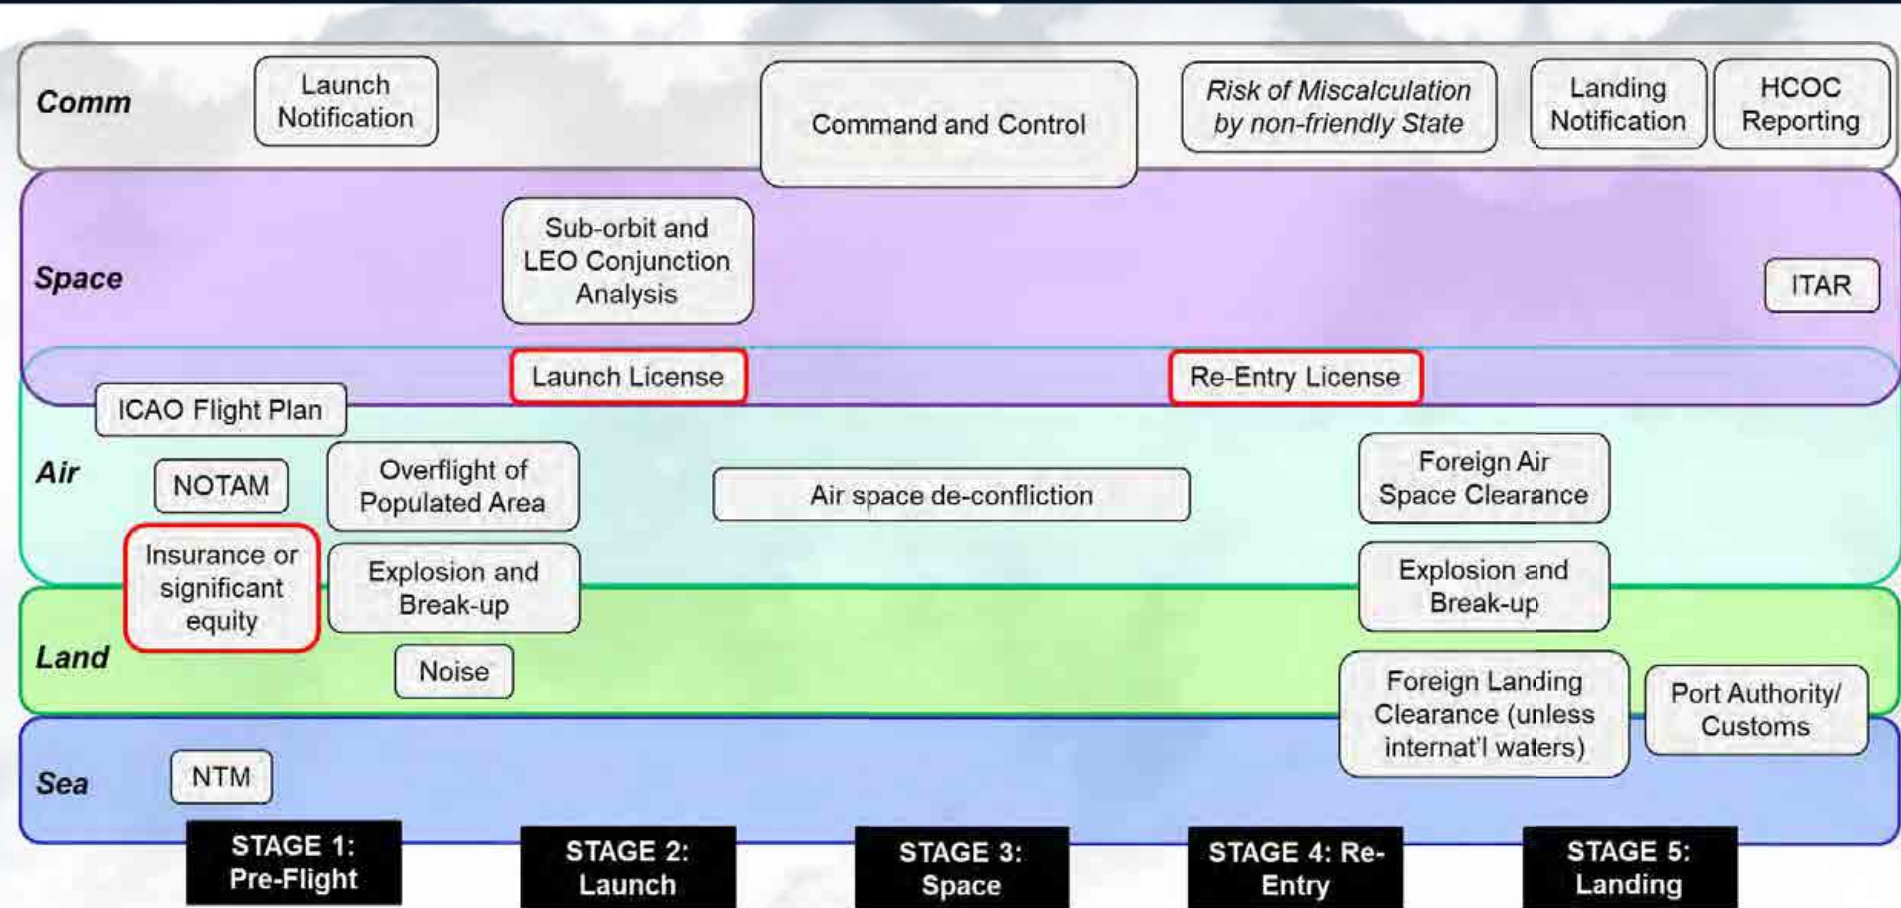 Comm
Launch
Notification
Command and Control
Risk of Miscalculation
by non-friendly State
Landing
Notification
HCOC
Reporting
Space
Sub-orbit and
LEO Conjunction
Analysis
ITAR
Launch License
Re-Entry License
ICAO Flight Plan
Air
NOTAM
Overflight of
Populated Area
Air space de-confliction
Foreign Air
Space Clearance
Insurance or
significant
equity
Explosion and
Break-up
Explosion and
Break-up
Land
Noise
Foreign Landing
Clearance (unless
internat'l waters)
Port Authority/
Customs
Sea
NTM
STAGE 1:
Pre-Flight
STAGE 2:
Launch
STAGE 3:
Space
STAGE 4: Re-
Entry
STAGE 5:
Landing